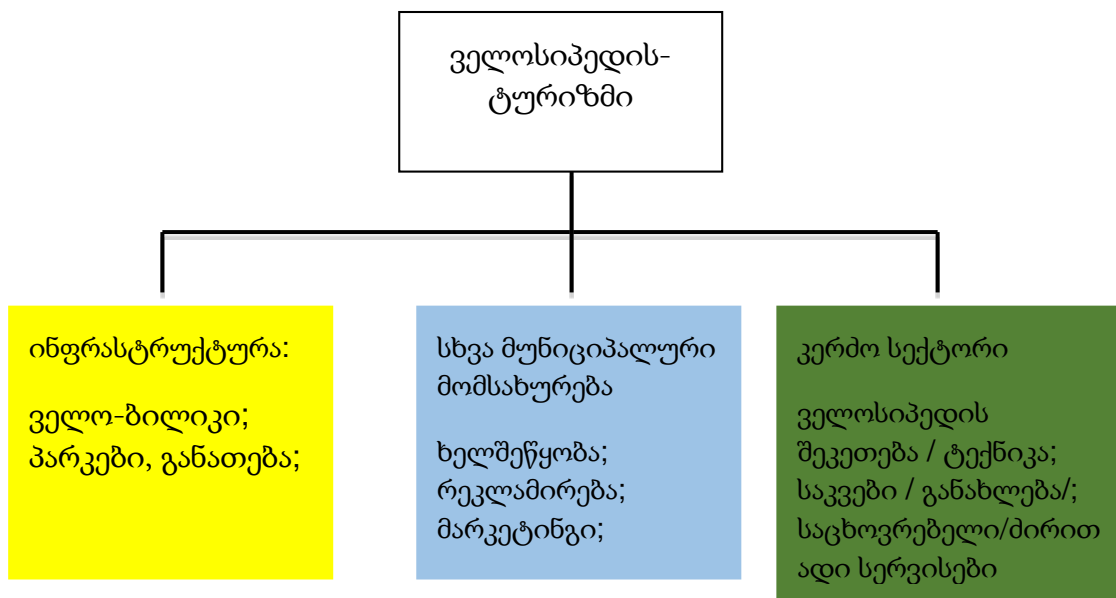 ველოსიპედის-
ტურიზმი
ინფრასტრუქტურა:
ველო-ბილიკი;
პარკები, განათება;
სხვა მუნიციპალური
მომსახურება
ხელშეწყობა;
რეკლამირება;
მარკეტინგი;
კერძო სექტორი
ველოსიპედის
შეკეთება / ტექნიკა;
საკვები / განახლება/;
საცხოვრებელი/ძირით
ადი სერვისები